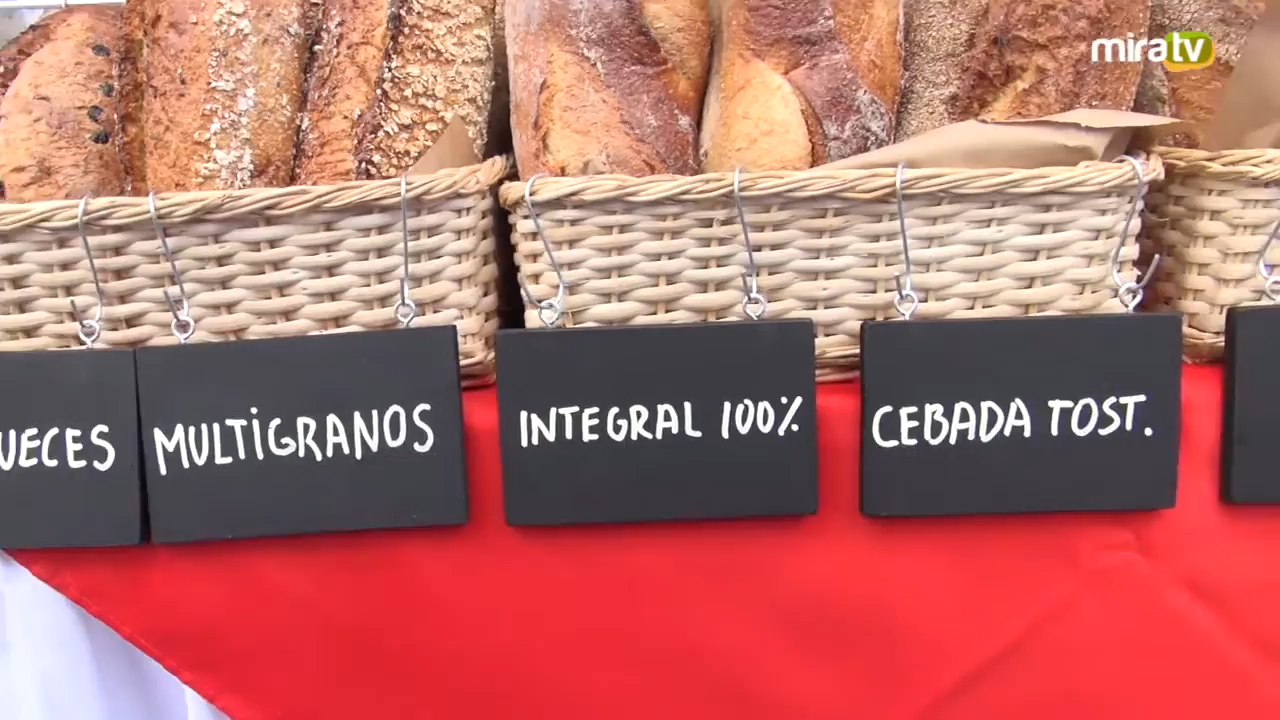 miratv
UECES
MULTIGRANOS
INTEGRAL 100%
CEBADA TOST.